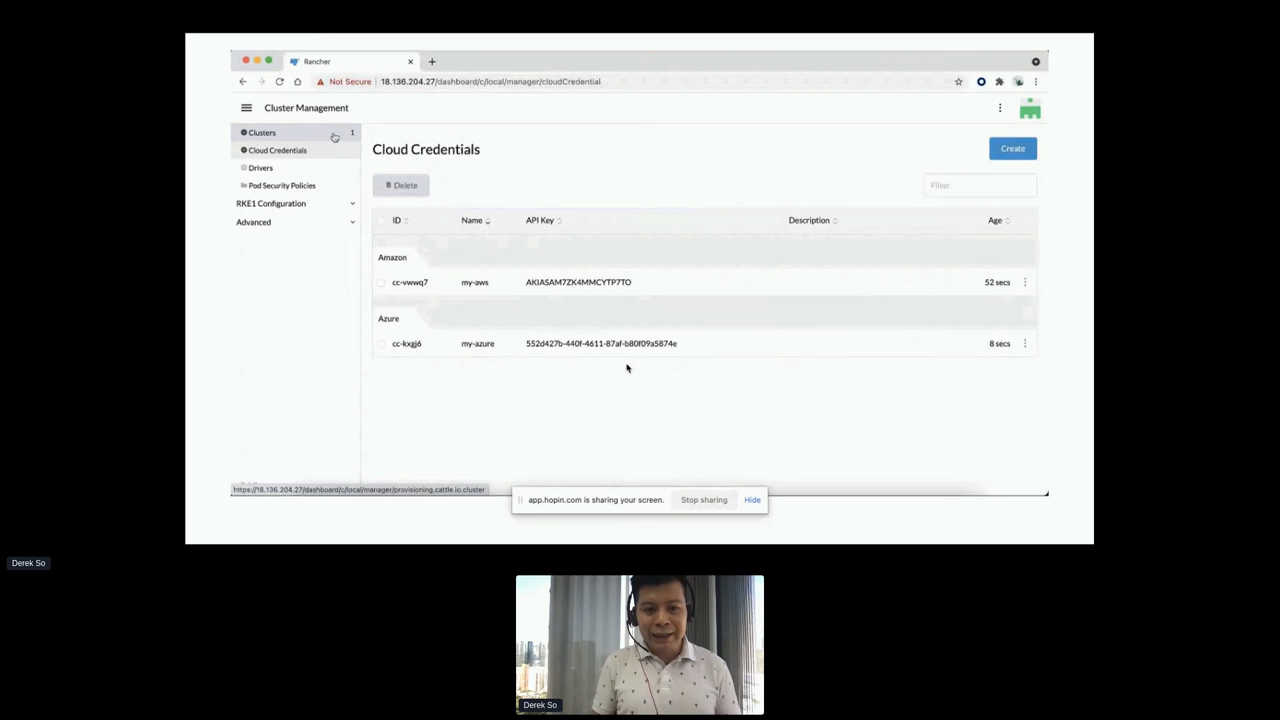 Rancher
Not Secure 18.136.204.27/dashboard/c/local/manager/cloudCredential
Cluster Management
Clusters 1
Cloud Credentials
Drivers
Pod Security Policies
RKE1 Configuration
Advanced
Cloud Credentials
Create
Delete
Filter
ID Name API Key Description Age
Amazon
cc-vwwq7 my-aws AKIASAM7ZK4MMCYTP7TO 52 secs
Azure
cc-kxgj6 my-azure 552d427b-440f-4611-87af-b80f09a5874e 8 secs
https://18.136.204.27/dashboard/c/local/manager/provisioning.cattle.io.cluster
app.hopin.com is sharing your screen. Stop sharing Hide
Derek So
Derek So